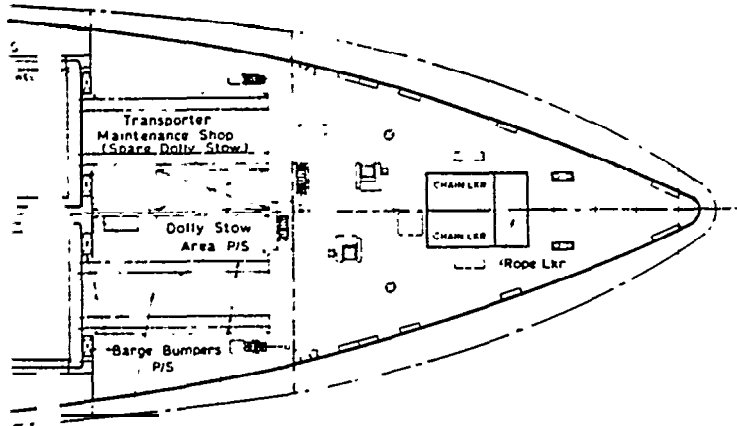 Transporter
Maintenance Shop
(Spare Dolly Stow)
CHAIN LKR
CHAIN LKR
Dolly Stow
Area P/S
Rope Lkr
Barge Bumpers
P/S